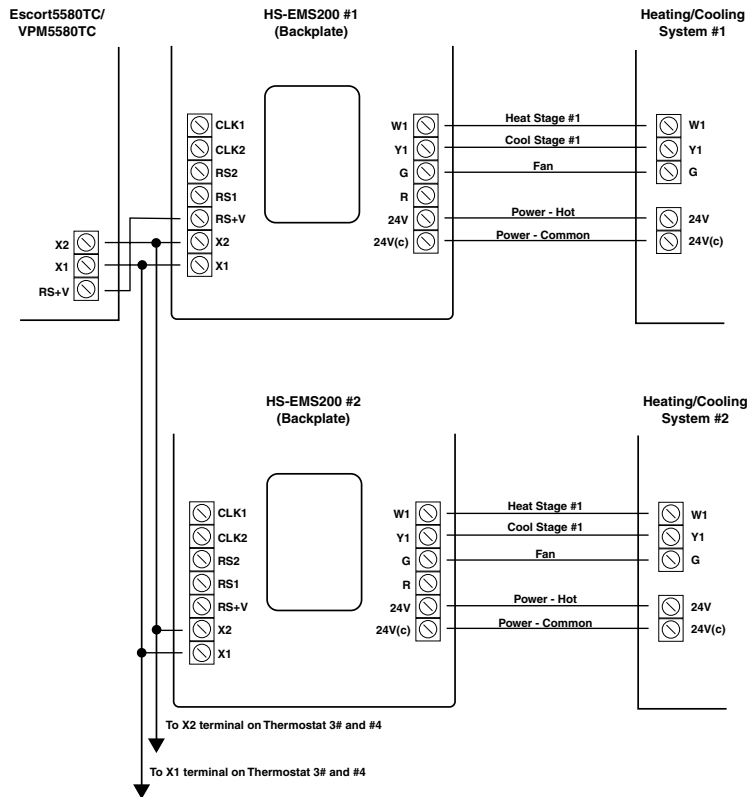 Escort5580TC/
VPM5580TC
HS-EMS200 #1
(Backplate)
Heating/Cooling
System #1
CLK1
CLK2
RS2
RS1
RS+V
X2
X1
X2
X1
RS+V
W1
Y1
G
R
24V
24V(c)
Heat Stage #1
Cool Stage #1
Fan
Power - Hot
Power - Common
W1
Y1
G
24V
24V(c)
HS-EMS200 #2
(Backplate)
Heating/Cooling
System #2
CLK1
CLK2
RS2
RS1
RS+V
X2
X1
W1
Y1
G
R
24V
24V(c)
Heat Stage #1
Cool Stage #1
Fan
Power - Hot
Power - Common
W1
Y1
G
24V
24V(c)
To X2 terminal on Thermostat 3# and #4
To X1 terminal on Thermostat 3# and #4